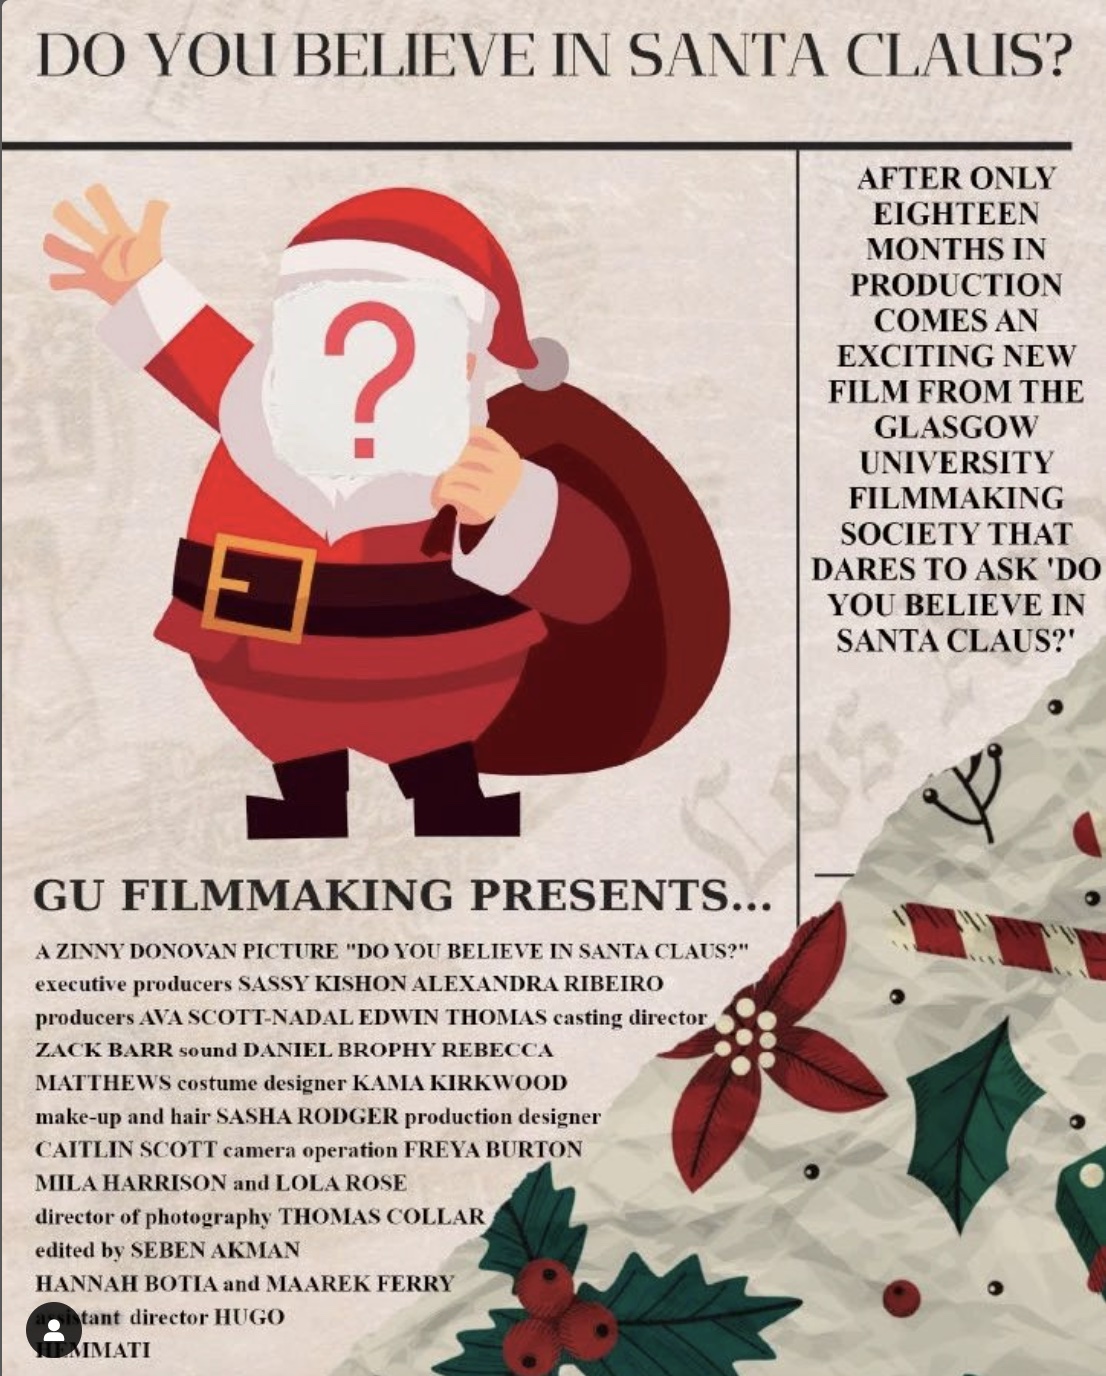 DO YOU BELIEVE IN SANTA CLAUS?
AFTER ONLY
EIGHTEEN
MONTHS IN
PRODUCTION
COMES AN
EXCITING NEW
FILM FROM THE
GLASGOW
UNIVERSITY
FILMMAKING
SOCIETY THAT
DARES TO ASK 'DO
YOU BELIEVE IN
SANTA CLAUS?'
?
Los
GU FILMMAKING PRESENTS...
A ZINNY DONOVAN PICTURE "DO YOU BELIEVE IN SANTA CLAUS?"
executive producers SASSY KISHON ALEXANDRA RIBEIRO
producers AVA SCOTT-NADAL EDWIN THOMAS casting director
ZACK BARR sound DANIEL BROPHY REBECCA
MATTHEWS costume designer KAMA KIRKWOOD
make-up and hair SASHA RODGER production designer
CAITLIN SCOTT camera operation FREYA BURTON
MILA HARRISON and LOLA ROSE
director of photography THOMAS COLLAR
edited by SEBEN AKMAN
HANNAH BOTIA and MAAREK FERRY
assistant director HUGO
HEMMATI